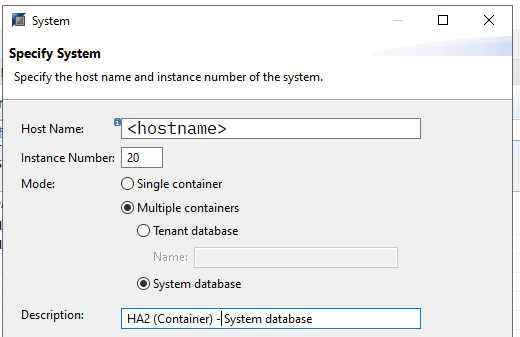 System
Specify System
Specify the host name and instance number of the system.
Host Name: <hostname>
Instance Number: 20
Mode: Single container
Multiple containers
Tenant database
Name:
System database
Description: HA2 (Container) - System database